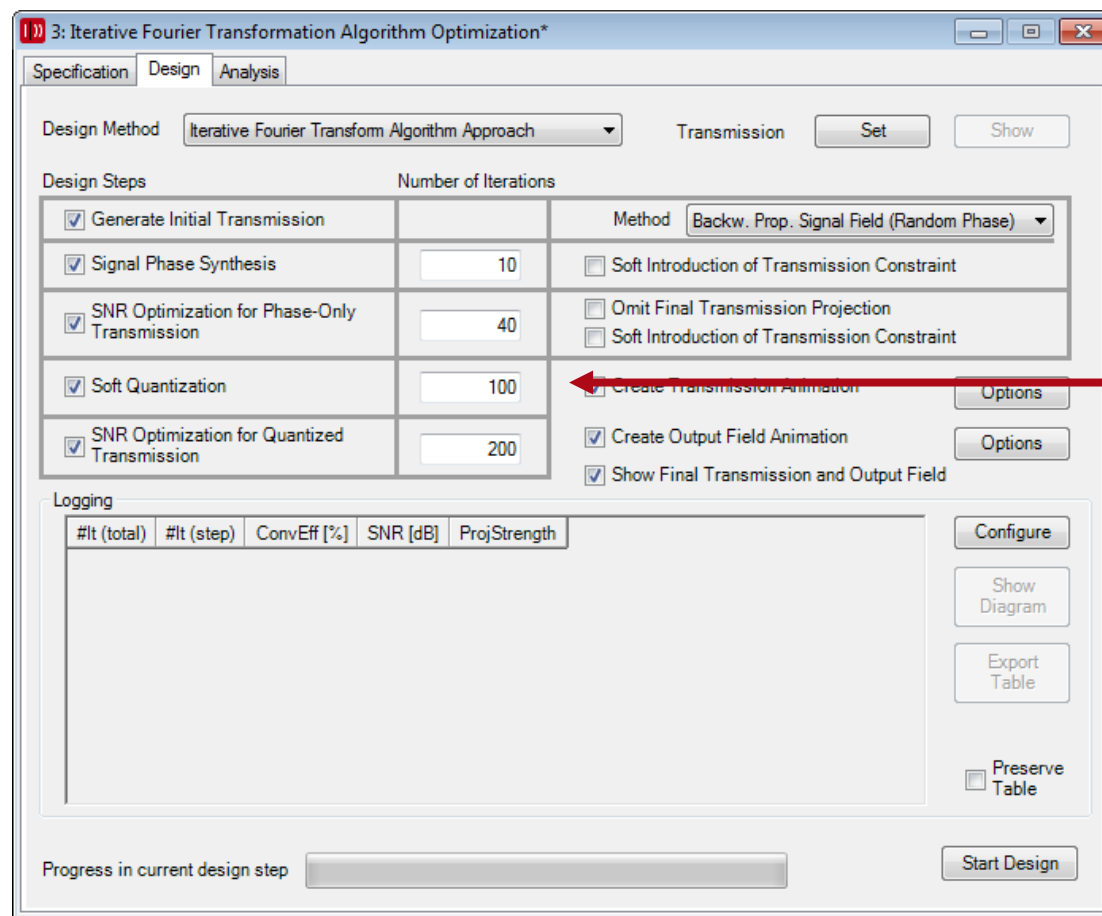 3: Iterative Fourier Transformation Algorithm Optimization*
Specification Design Analysis
Design Method Iterative Fourier Transform Algorithm Approach Transmission Set Show
Design Steps Number of Iterations
Generate Initial Transmission Method Backw. Prop. Signal Field (Random Phase)
Signal Phase Synthesis 10 Soft Introduction of Transmission Constraint
SNR Optimization for Phase-Only
Transmission
40
Omit Final Transmission Projection
Soft Introduction of Transmission Constraint
Soft Quantization 100 Create Transmission Animation Options
SNR Optimization for Quantized
Transmission
200
Create Output Field Animation Options
Show Final Transmission and Output Field
Logging
#It (total) #It (step) ConvEff [%] SNR [dB] ProjStrength
Configure
Show
Diagram
Export
Table
Preserve
Table
Progress in current design step Start Design